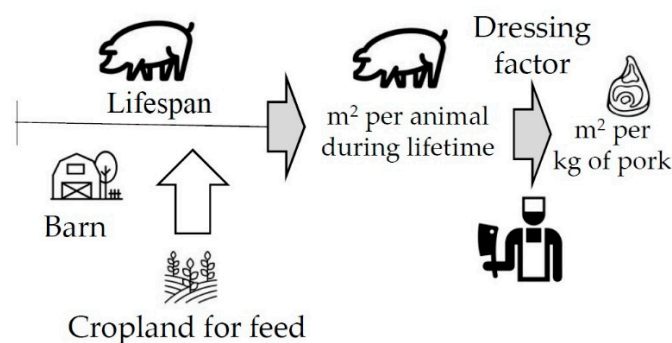 Lifespan
Barn
Cropland for feed
m² per animal
during lifetime
Dressing
factor
m² per
kg of pork